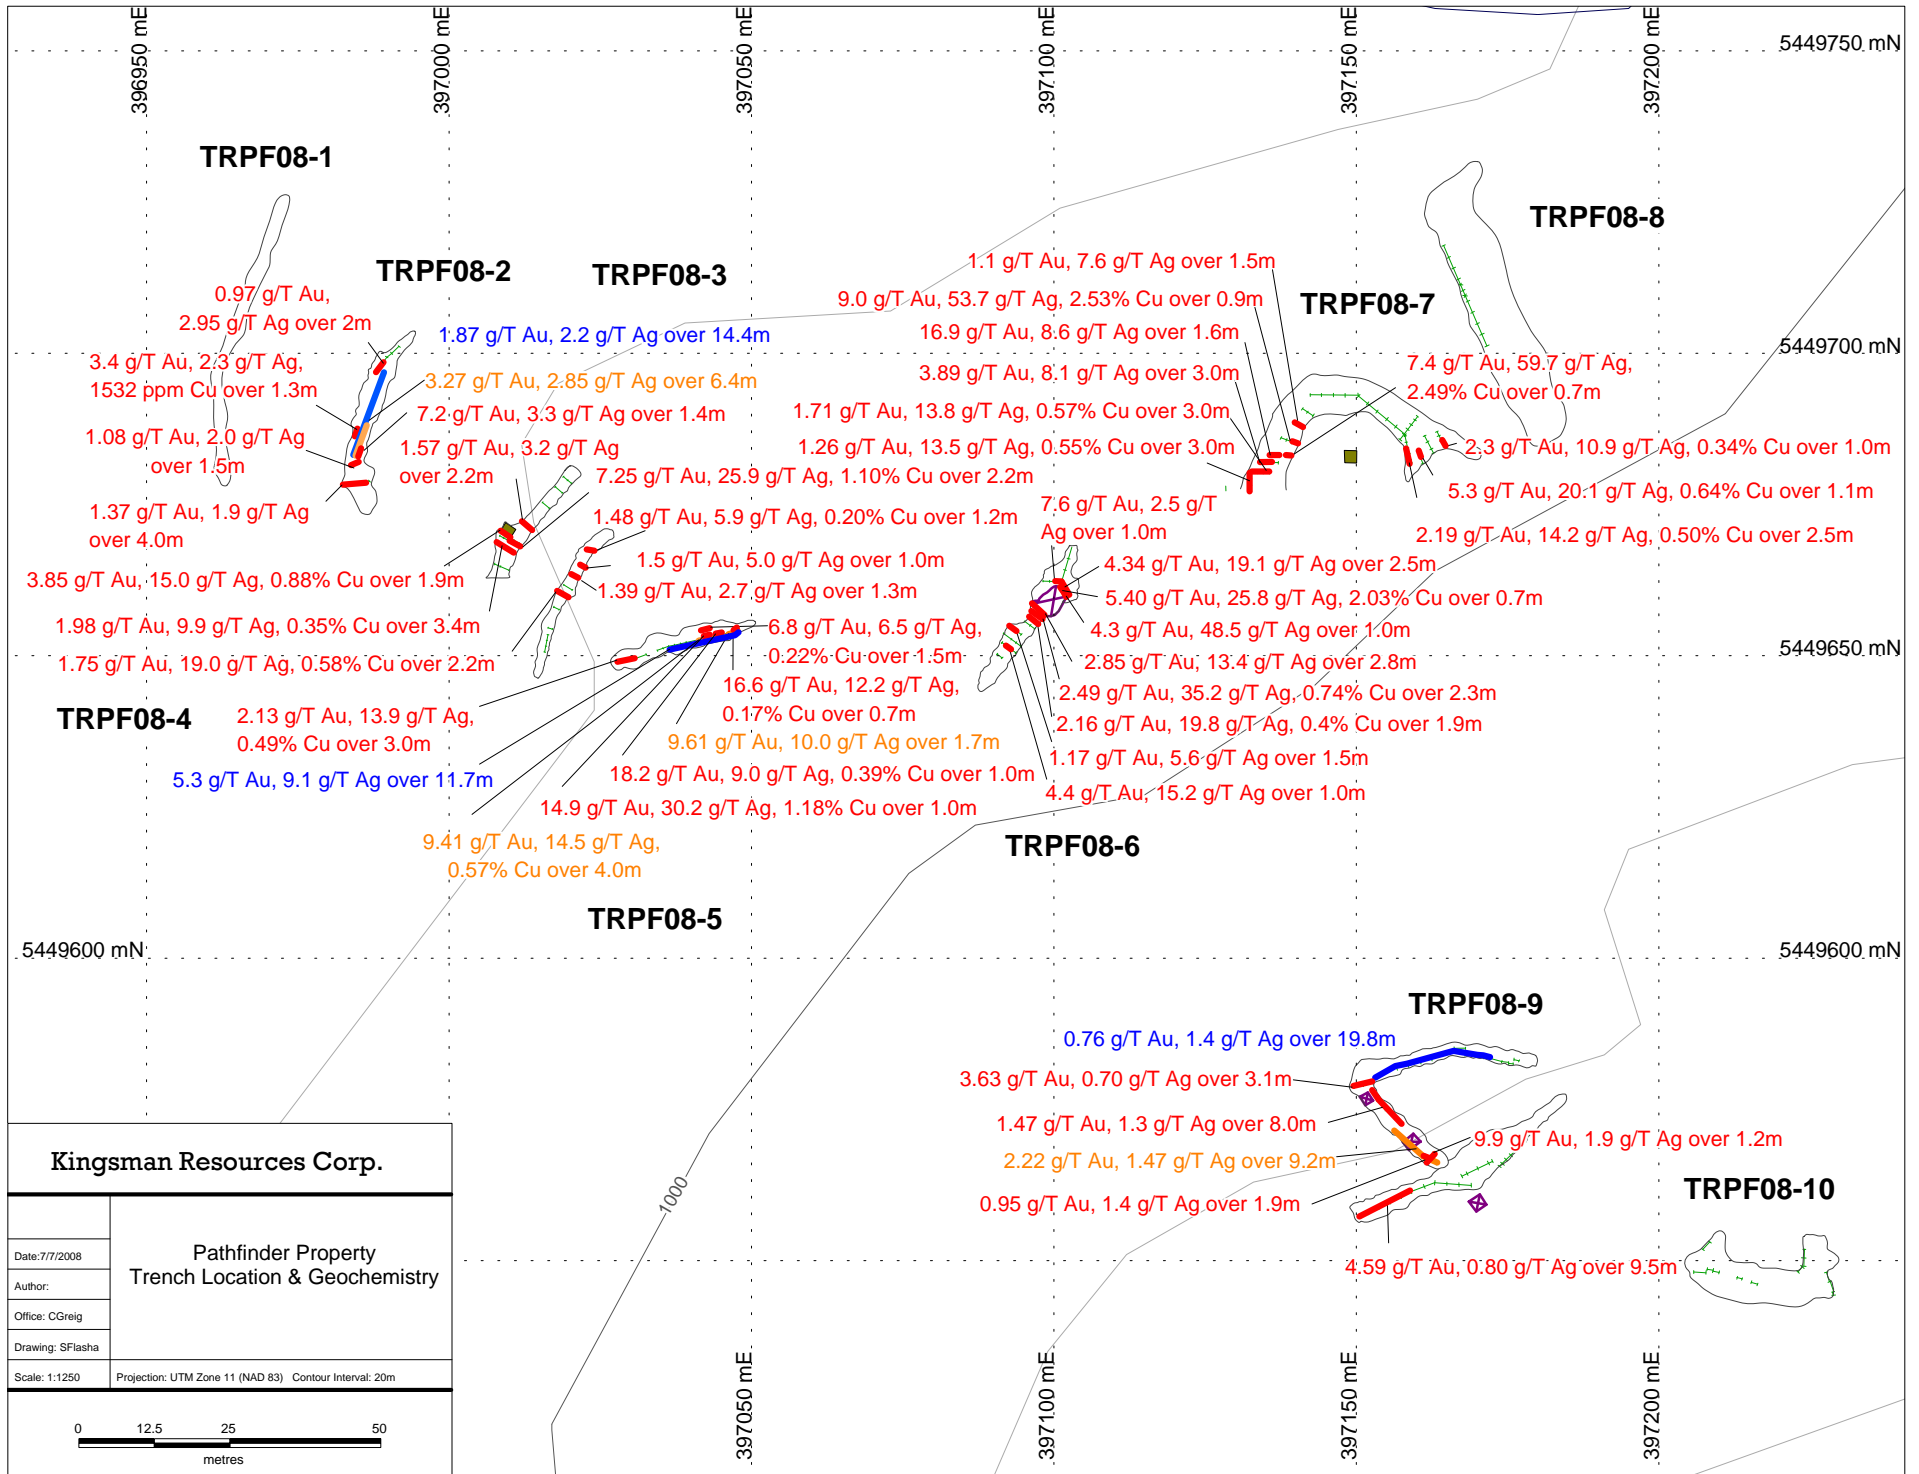 396950 mE
397000 mE
397050 mE
397100 mE
397150 mE
397200 mE
5449750 mN
TRPF08-1
TRPF08-2
TRPF08-3
TRPF08-8
TRPF08-7
0.97 g/T Au,
2.95 g/T Ag over 2m
3.4 g/T Au, 2.3 g/T Ag,
1532 ppm Cu over 1.3m
1.08 g/T Au, 2.0 g/T Ag
over 1.5m
1.37 g/T Au, 1.9 g/T Ag
over 4.0m
1.87 g/T Au, 2.2 g/T Ag over 14.4m
3.27 g/T Au, 2.85 g/T Ag over 6.4m
7.2 g/T Au, 3.3 g/T Ag over 1.4m
1.57 g/T Au, 3.2 g/T Ag
over 2.2m
7.25 g/T Au, 25.9 g/T Ag, 1.10% Cu over 2.2m
1.48 g/T Au, 5.9 g/T Ag, 0.20% Cu over 1.2m
1.5 g/T Au, 5.0 g/T Ag over 1.0m
1.39 g/T Au, 2.7 g/T Ag over 1.3m
3.85 g/T Au, 15.0 g/T Ag, 0.88% Cu over 1.9m
1.98 g/T Au, 9.9 g/T Ag, 0.35% Cu over 3.4m
1.75 g/T Au, 19.0 g/T Ag, 0.58% Cu over 2.2m
1.1 g/T Au, 7.6 g/T Ag over 1.5m
9.0 g/T Au, 53.7 g/T Ag, 2.53% Cu over 0.9m
16.9 g/T Au, 8.6 g/T Ag over 1.6m
3.89 g/T Au, 8.1 g/T Ag over 3.0m
1.71 g/T Au, 13.8 g/T Ag, 0.57% Cu over 3.0m
1.26 g/T Au, 13.5 g/T Ag, 0.55% Cu over 3.0m
5449700 mN
7.4 g/T Au, 59.7 g/T Ag,
2.49% Cu over 0.7m
2.3 g/T Au, 10.9 g/T Ag, 0.34% Cu over 1.0m
5.3 g/T Au, 20.1 g/T Ag, 0.64% Cu over 1.1m
2.19 g/T Au, 14.2 g/T Ag, 0.50% Cu over 2.5m
7.6 g/T Au, 2.5 g/T
Ag over 1.0m
4.34 g/T Au, 19.1 g/T Ag over 2.5m
5.40 g/T Au, 25.8 g/T Ag, 2.03% Cu over 0.7m
4.3 g/T Au, 48.5 g/T Ag over 1.0m
2.85 g/T Au, 13.4 g/T Ag over 2.8m
2.49 g/T Au, 35.2 g/T Ag, 0.74% Cu over 2.3m
2.16 g/T Au, 19.8 g/T Ag, 0.4% Cu over 1.9m
1.17 g/T Au, 5.6 g/T Ag over 1.5m
4.4 g/T Au, 15.2 g/T Ag over 1.0m
5449650 mN
TRPF08-4
2.13 g/T Au, 13.9 g/T Ag,
0.49% Cu over 3.0m
5.3 g/T Au, 9.1 g/T Ag over 11.7m
6.8 g/T Au, 6.5 g/T Ag,
0.22% Cu over 1.5m
16.6 g/T Au, 12.2 g/T Ag,
0.17% Cu over 0.7m
9.61 g/T Au, 10.0 g/T Ag over 1.7m
18.2 g/T Au, 9.0 g/T Ag, 0.39% Cu over 1.0m
14.9 g/T Au, 30.2 g/T Ag, 1.18% Cu over 1.0m
9.41 g/T Au, 14.5 g/T Ag,
0.57% Cu over 4.0m
TRPF08-5
TRPF08-6
5449600 mN
5449600 mN
TRPF08-9
0.76 g/T Au, 1.4 g/T Ag over 19.8m
3.63 g/T Au, 0.70 g/T Ag over 3.1m
1.47 g/T Au, 1.3 g/T Ag over 8.0m
2.22 g/T Au, 1.47 g/T Ag over 9.2m
0.95 g/T Au, 1.4 g/T Ag over 1.9m
9.9 g/T Au, 1.9 g/T Ag over 1.2m
4.59 g/T Au, 0.80 g/T Ag over 9.5m
TRPF08-10
1000
Kingsman Resources Corp.
Pathfinder Property
Trench Location & Geochemistry
Date:7/7/2008
Author:
Office: CGreig
Drawing: SFlasha
Scale: 1:1250
Projection: UTM Zone 11 (NAD 83) Contour Interval: 20m
0 12.5 25 50
metres
397050 mE
397100 mE
397150 mE
397200 mE